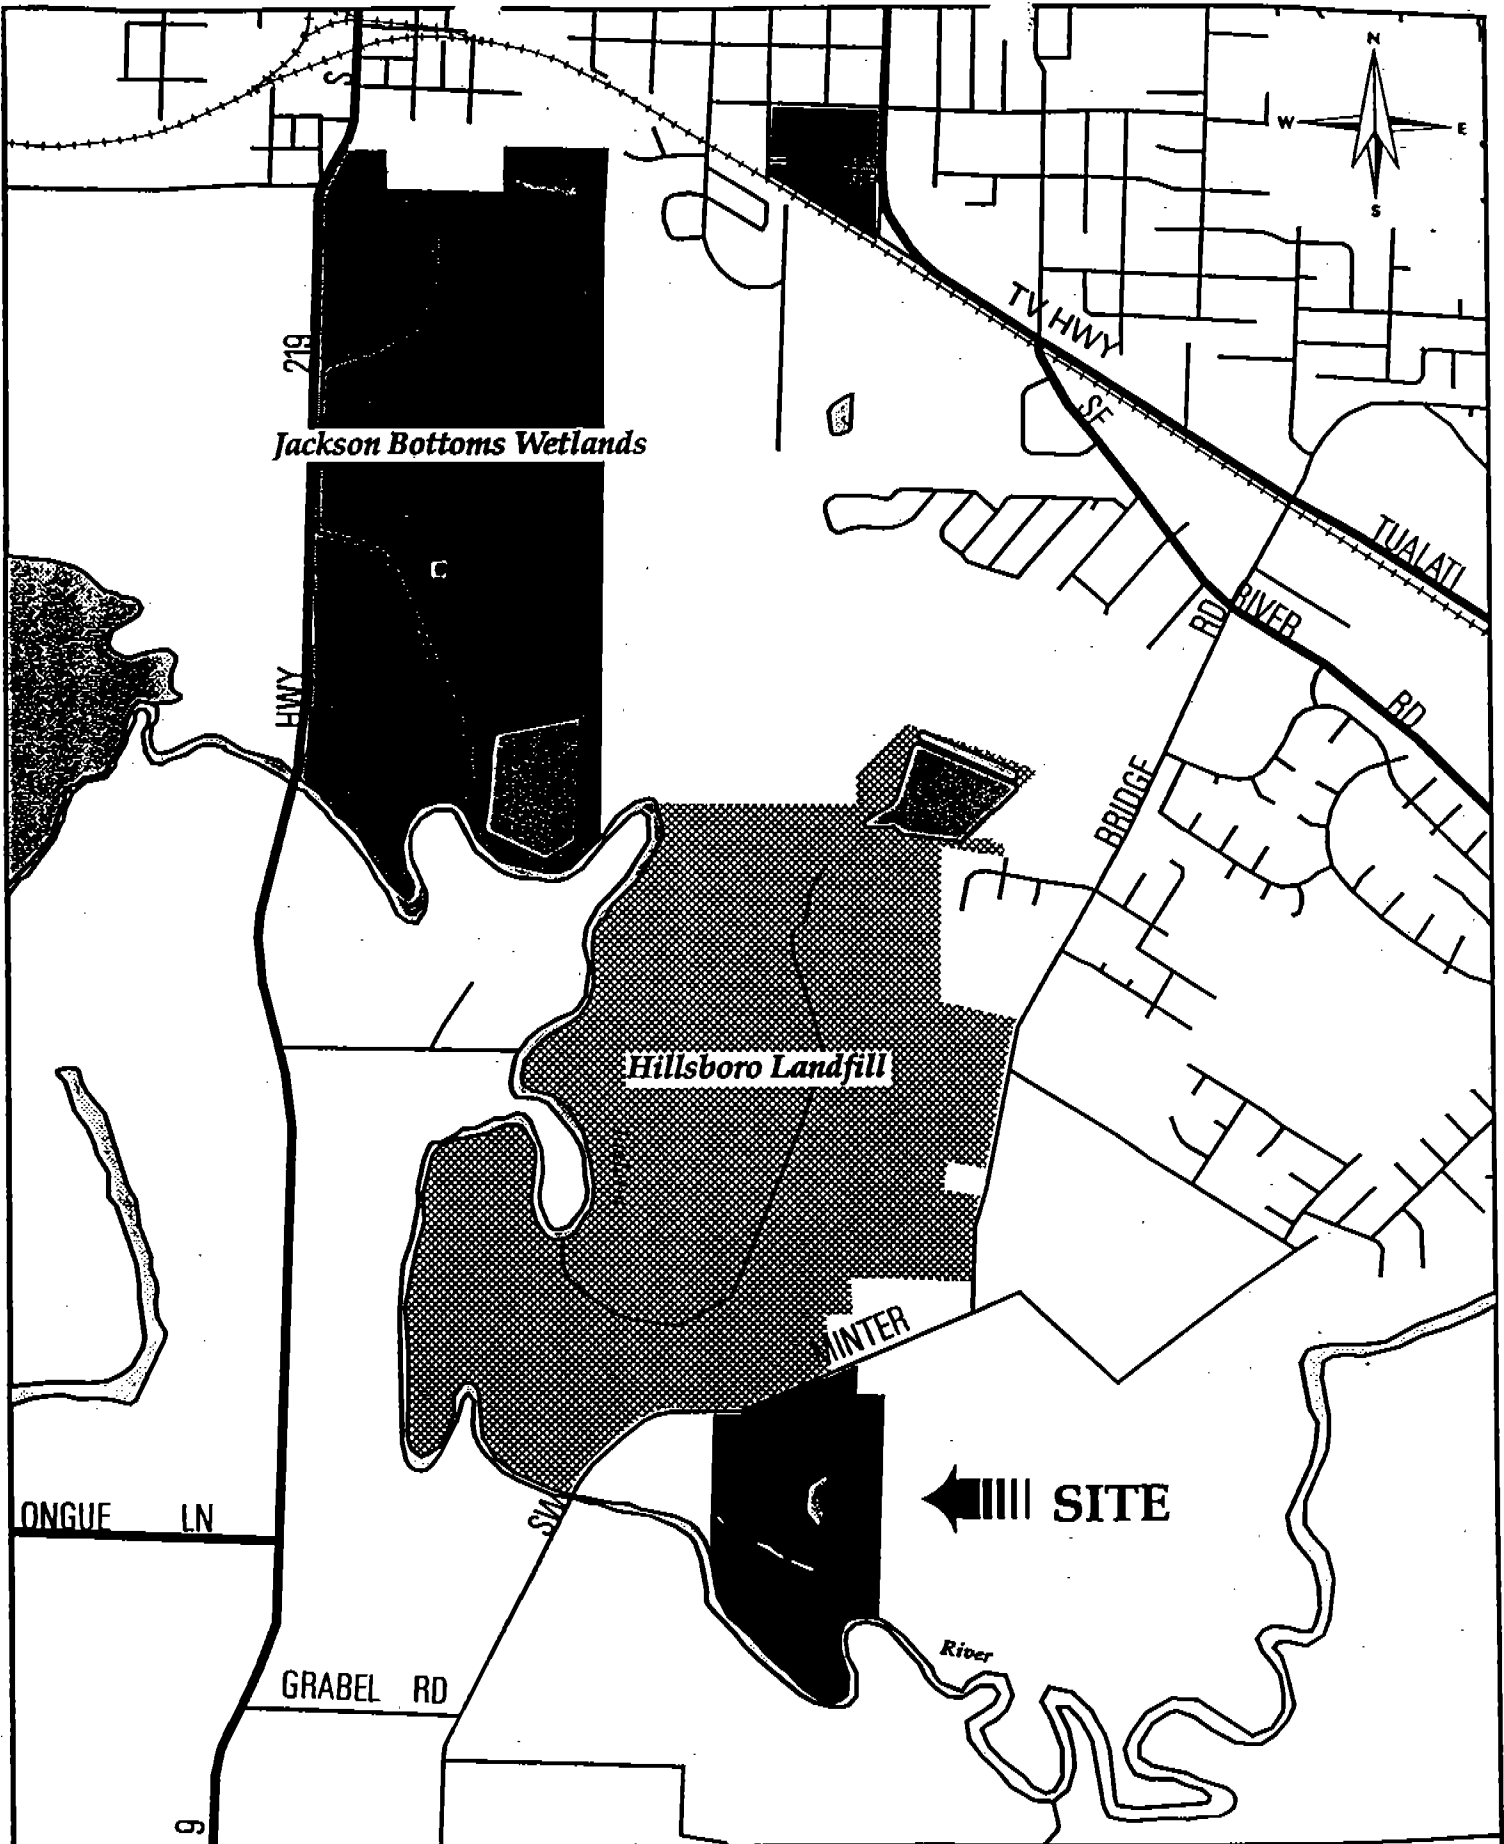 N
W E
S
S
TV HWY
219
SE
Jackson Bottoms Wetlands
TUALATI
RD
RIVER
HWY
RD
BRIDGE
Hillsboro Landfill
MINTER
SITE
ONGUE LN
SW
River
GRABEL RD
9